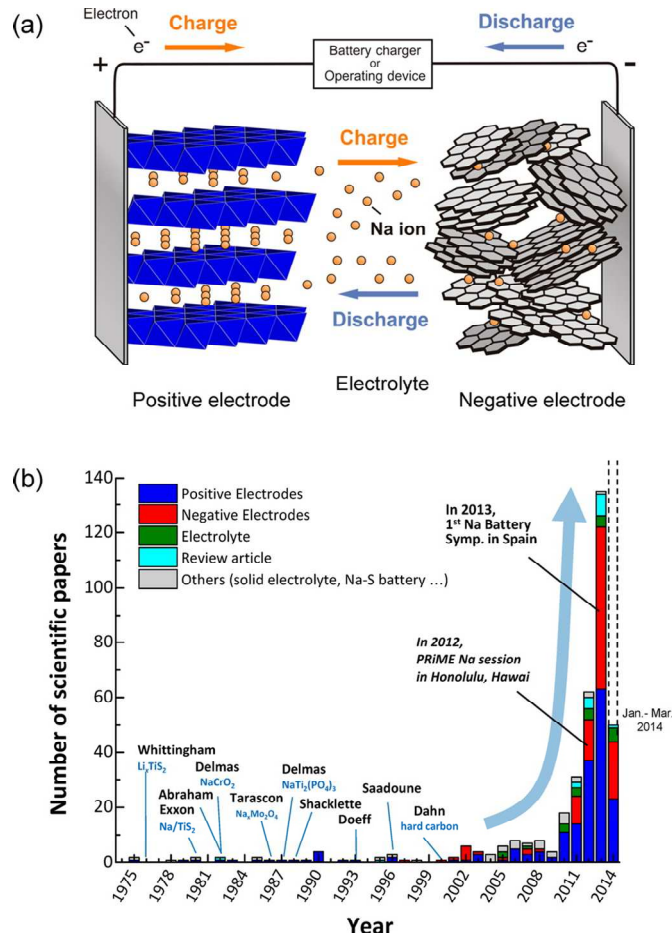 (a)
Electron
e-
Charge
Discharge
e-
+
Battery charger
or
Operating device
-
Charge
Na ion
Discharge
Positive electrode
Electrolyte
Negative electrode
(b)
Number of scientific papers
140
120
100
80
60
40
20
0
Positive Electrodes
Negative Electrodes
Electrolyte
Review article
Others (solid electrolyte, Na-S battery …)
In 2013,
1st Na Battery
Symp. in Spain
In 2012,
PRiME Na session
in Honolulu, Hawai
Jan.- Mar.
2014
Whittingham
LixTiS2
Abraham
Exxon
Na/TiS2
Delmas
NaCrO2
Tarascon
NaxMo2O4
Delmas
NaTi2(PO4)3
Shacklette
Doeff
Saadoune
Dahn
hard carbon
1975
1978
1981
1984
1987
1990
1993
1996
1999
2002
2005
2008
2011
2014
Year